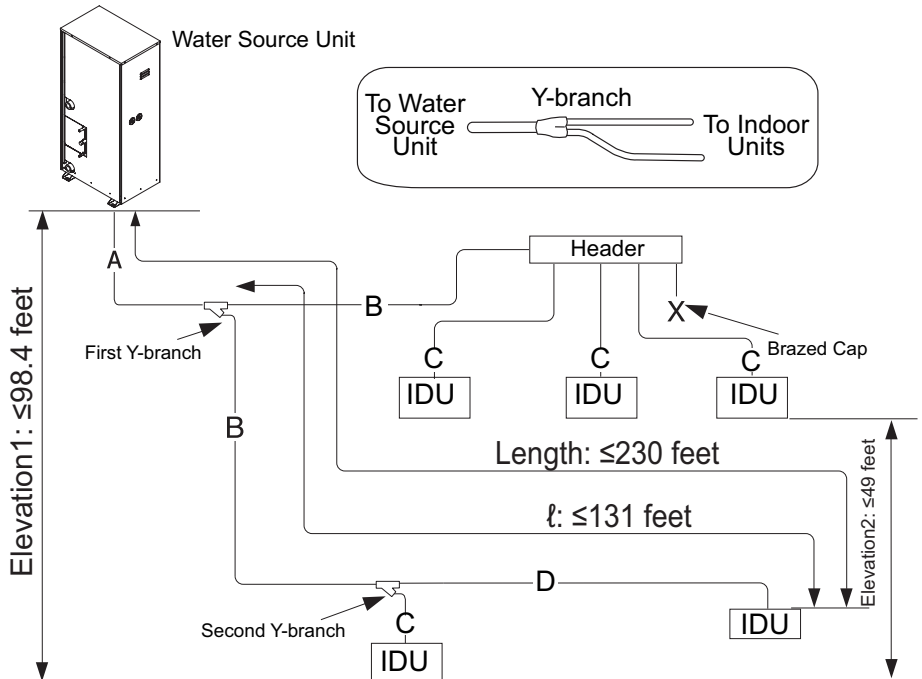 Water Source Unit
To Water
Source
Unit
Y-branch
To Indoor
Units
Elevation1: ≤98.4 feet
A
Header
B
X
First Y-branch
Brazed Cap
C
C
C
IDU
IDU
IDU
B
Length: ≤230 feet
ℓ: ≤131 feet
Elevation2: ≤49 feet
D
Second Y-branch
C
IDU
IDU